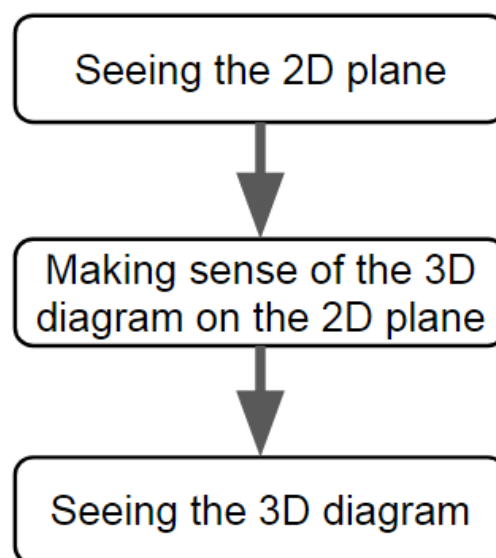 Seeing the 2D plane
Making sense of the 3D
diagram on the 2D plane
Seeing the 3D diagram